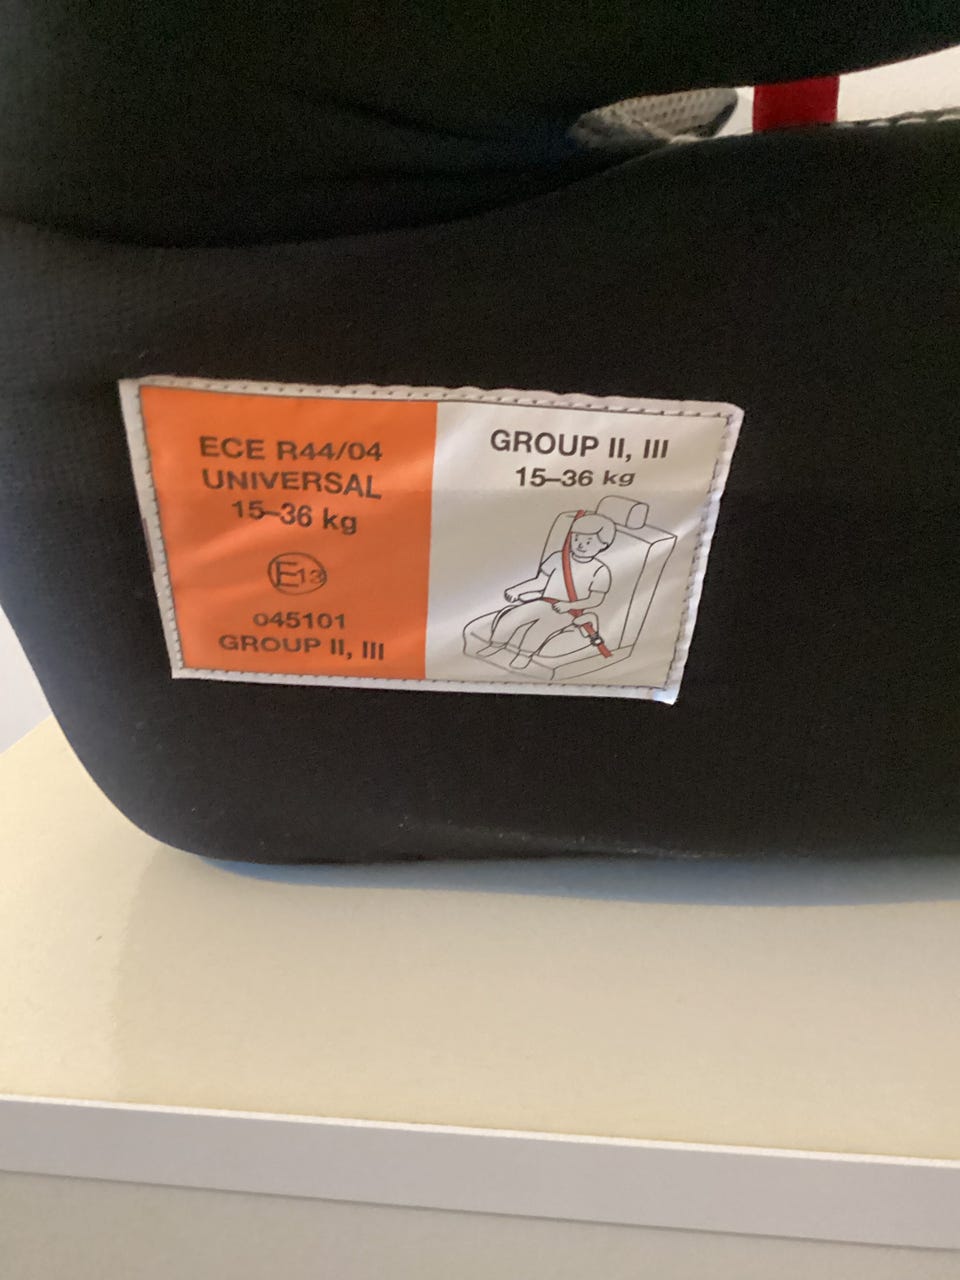 ECE R44/04
UNIVERSAL
15–36 kg
E13
045101
GROUP II, III
GROUP II, III
15–36 kg